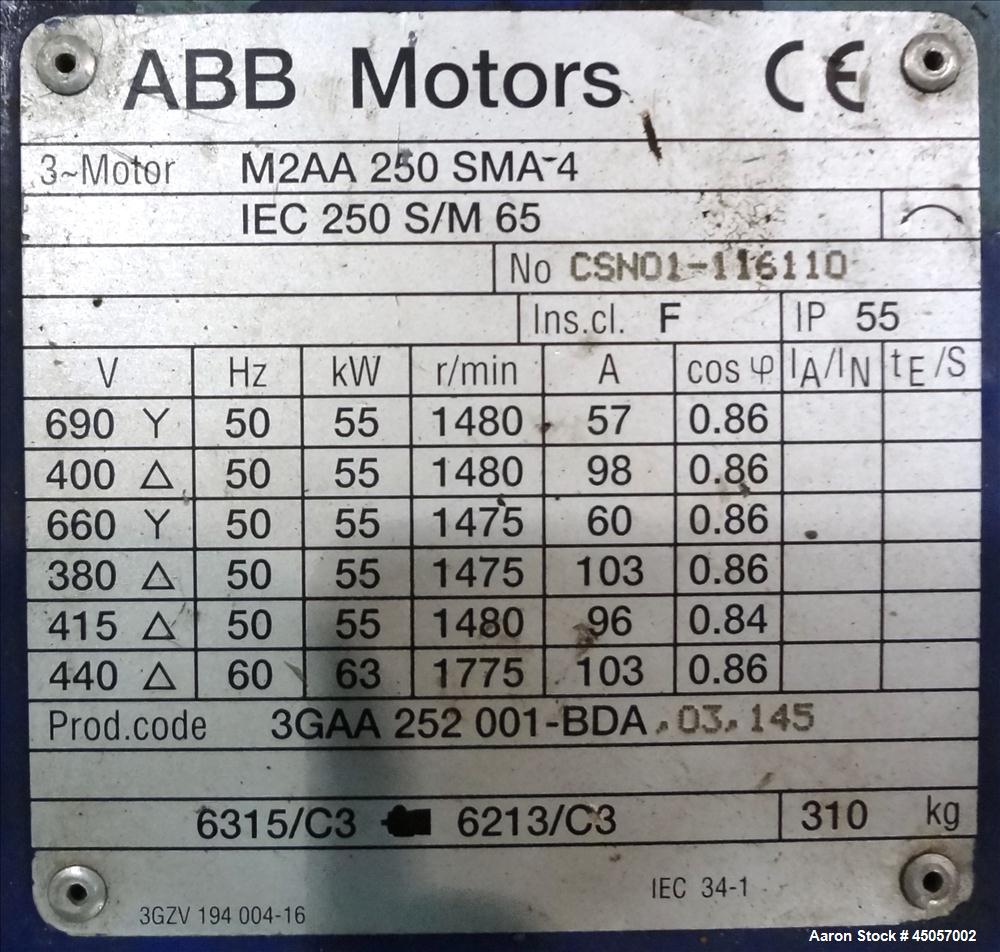 ABB Motors CE
3~Motor M2AA 250 SMA-4
IEC 250 S/M 65
No CSN01-116110
Ins.cl. F IP 55
V Hz kW r/min A cos φ IA/IN tE/S
690 Y 50 55 1480 57 0.86
400 Δ 50 55 1480 98 0.86
660 Y 50 55 1475 60 0.86
380 Δ 50 55 1475 103 0.86
415 Δ 50 55 1480 96 0.84
440 Δ 60 63 1775 103 0.86
Prod.code 3GAA 252 001-BDA,03,145
6315/C3 6213/C3 310 kg
IEC 34-1
3GZV 194 004-16
Aaron Stock # 45057002